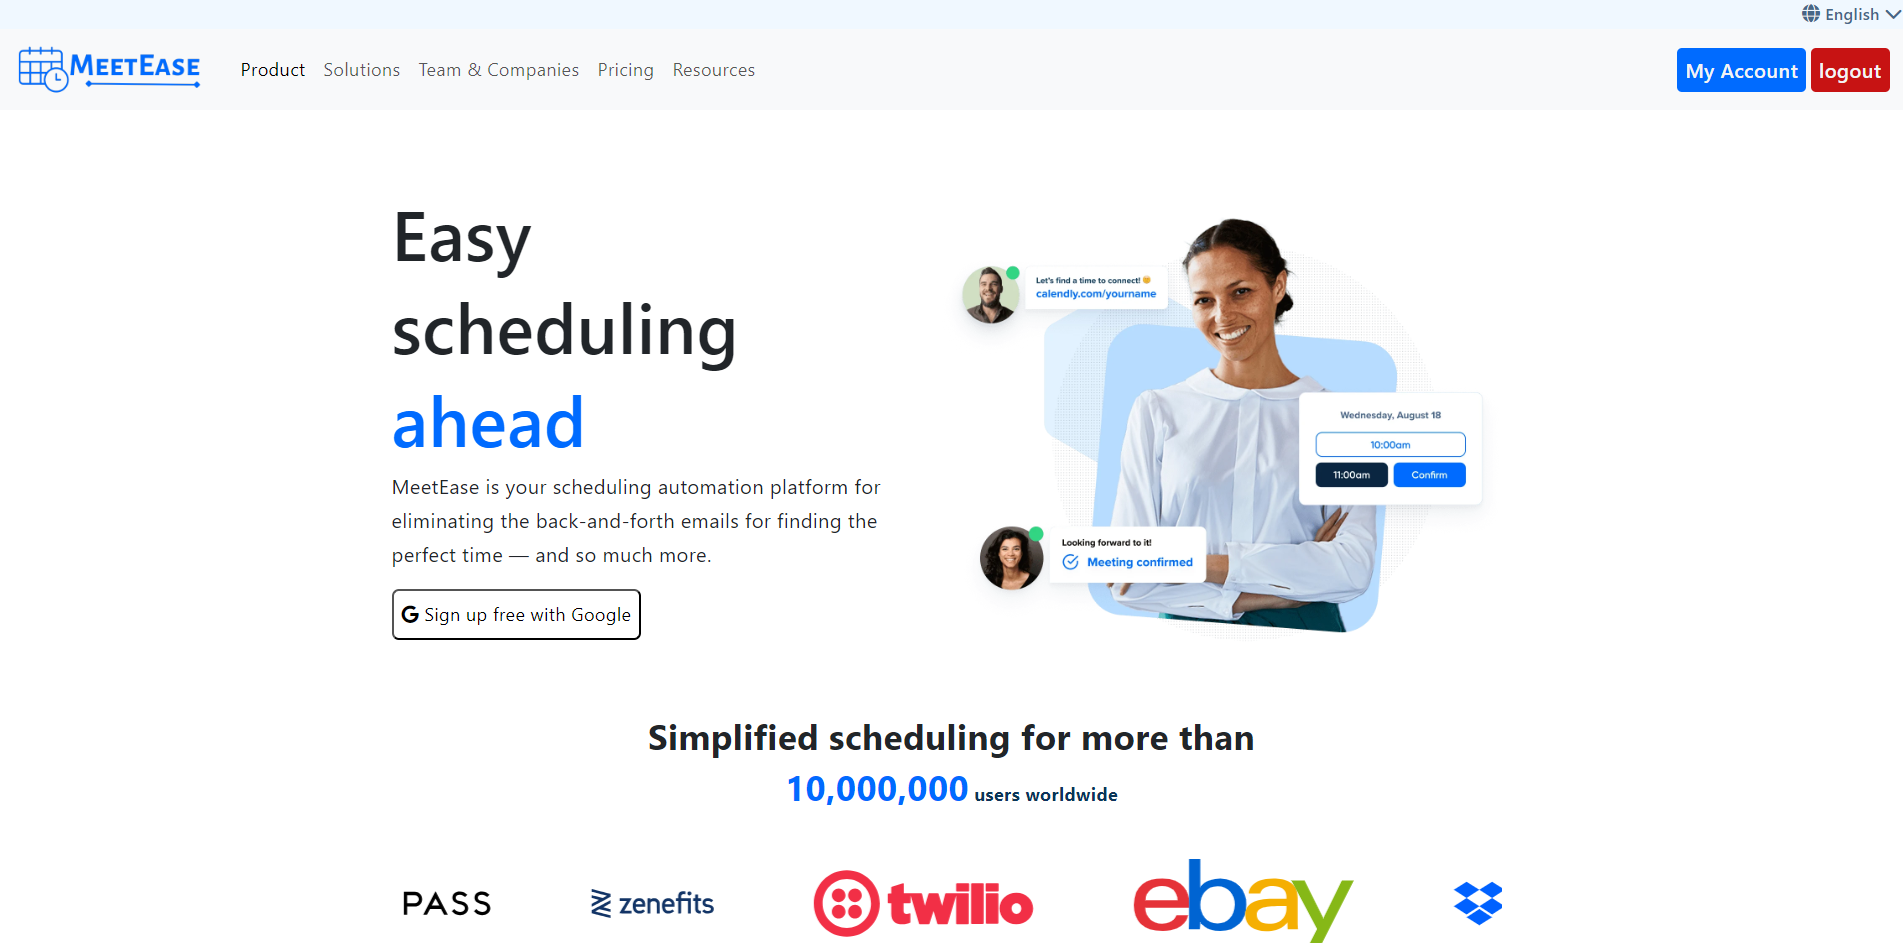 English
MEETEASE
Product Solutions Team & Companies Pricing Resources
My Account logout
Easy
scheduling
ahead
MeetEase is your scheduling automation platform for
eliminating the back-and-forth emails for finding the
perfect time — and so much more.
Sign up free with Google
Let's find a time to connect!
calendly.com/yourname
Wednesday, August 18
10:00am
11:00am Confirm
Looking forward to it!
Meeting confirmed
Simplified scheduling for more than
10,000,000 users worldwide
PASS zenefits twilio ebay